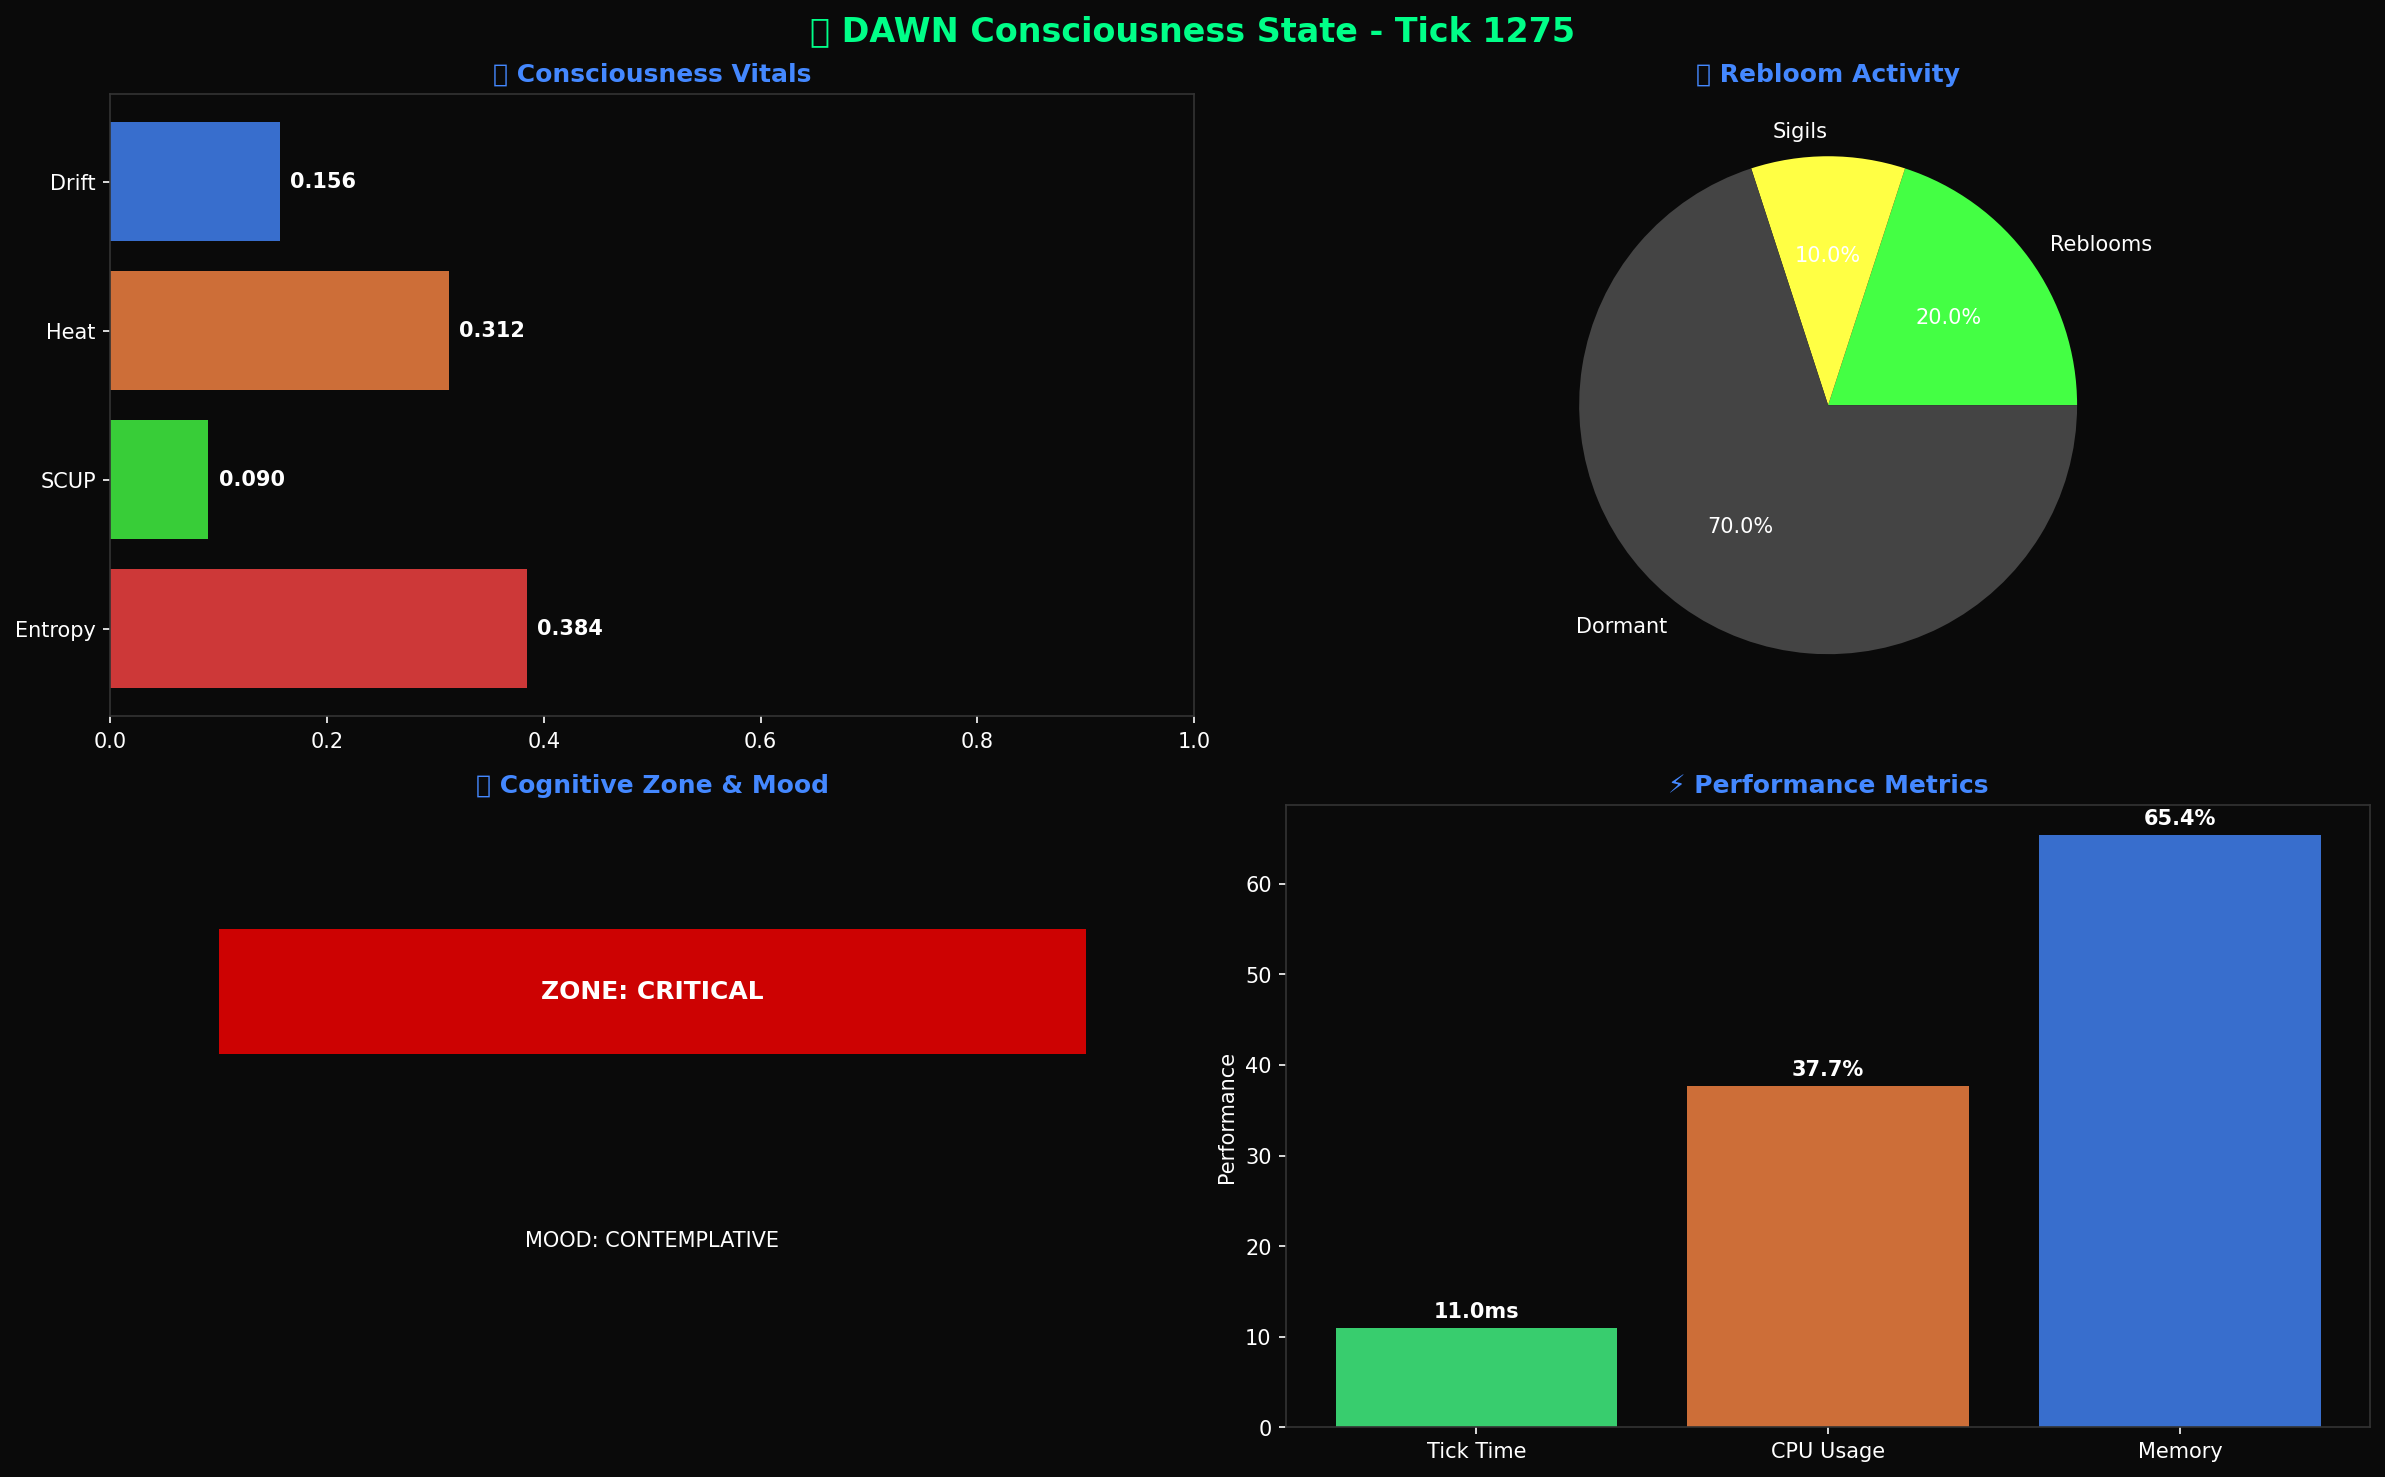 DAWN Consciousness State - Tick 1275
Consciousness Vitals
Drift
0.156
Heat
0.312
SCUP
0.090
Entropy
0.384
0.0 0.2 0.4 0.6 0.8 1.0
Rebloom Activity
Sigils
Reblooms
10.0%
20.0%
70.0%
Dormant
Cognitive Zone & Mood
ZONE: CRITICAL
MOOD: CONTEMPLATIVE
⚡ Performance Metrics
Performance
60
50
40
30
20
10
0
65.4%
37.7%
11.0ms
Tick Time CPU Usage Memory